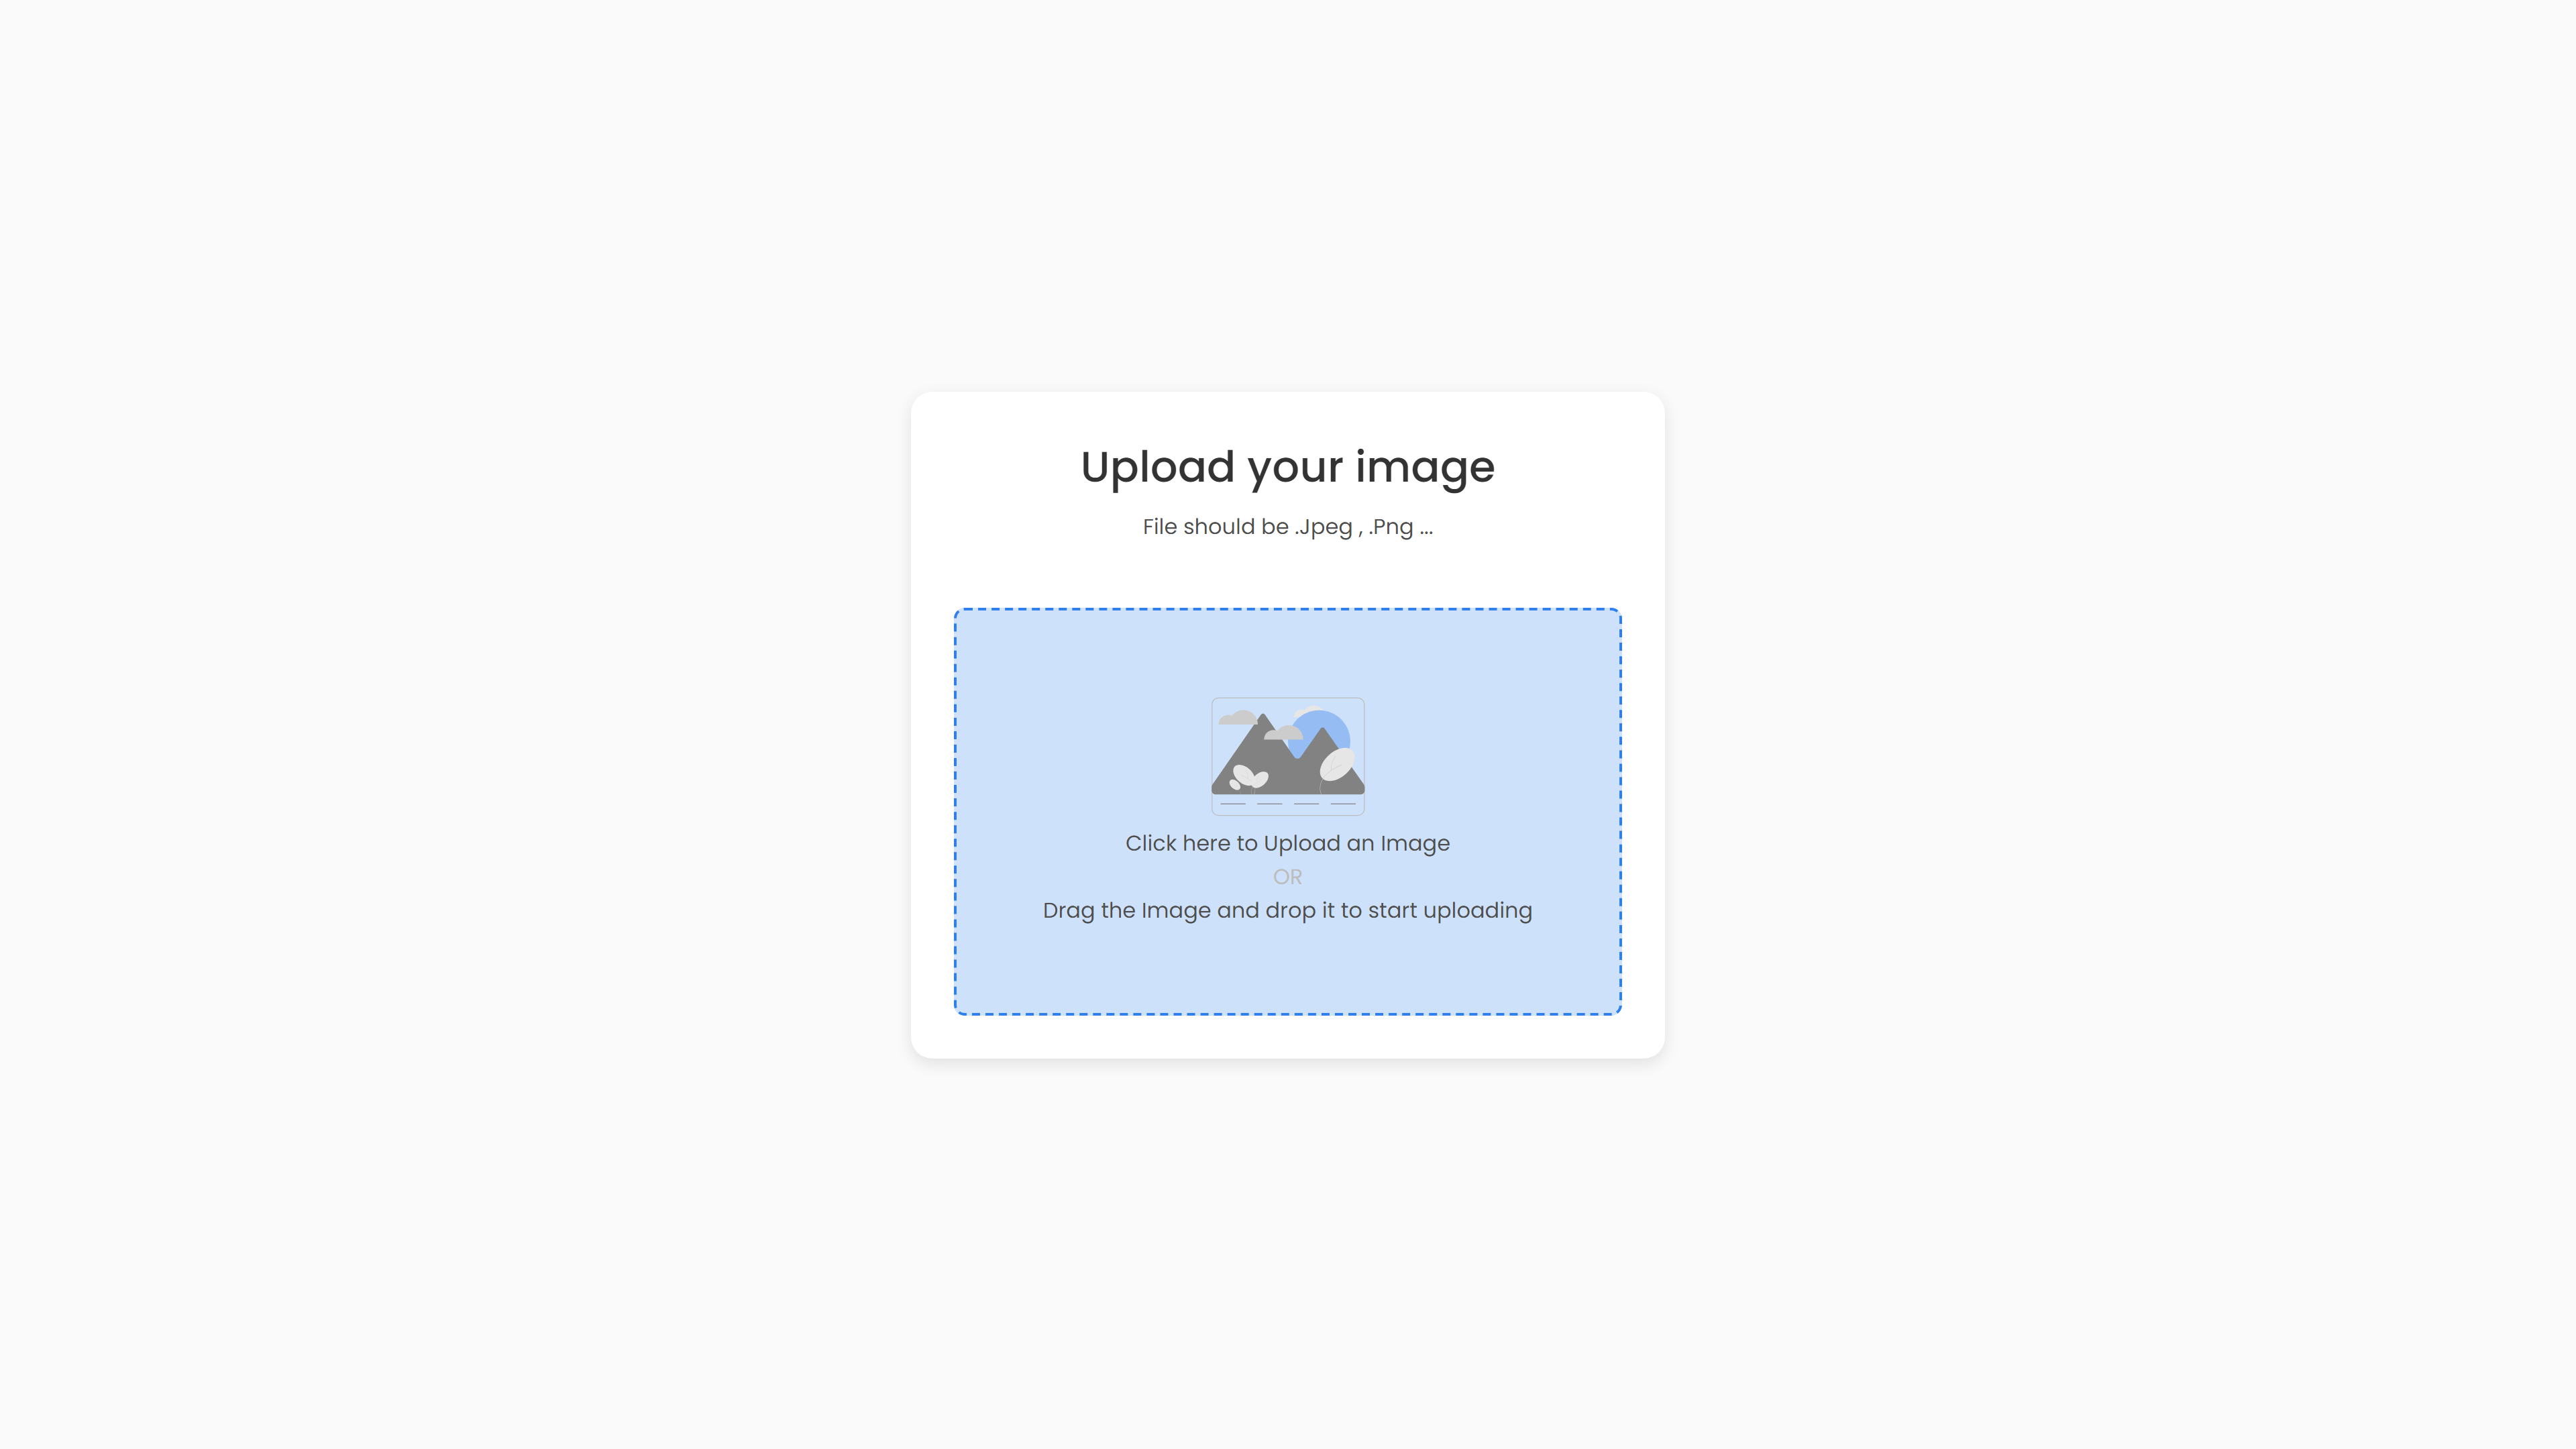 Upload your image
File should be .Jpeg , .Png ...
Click here to Upload an Image
OR
Drag the Image and drop it to start uploading